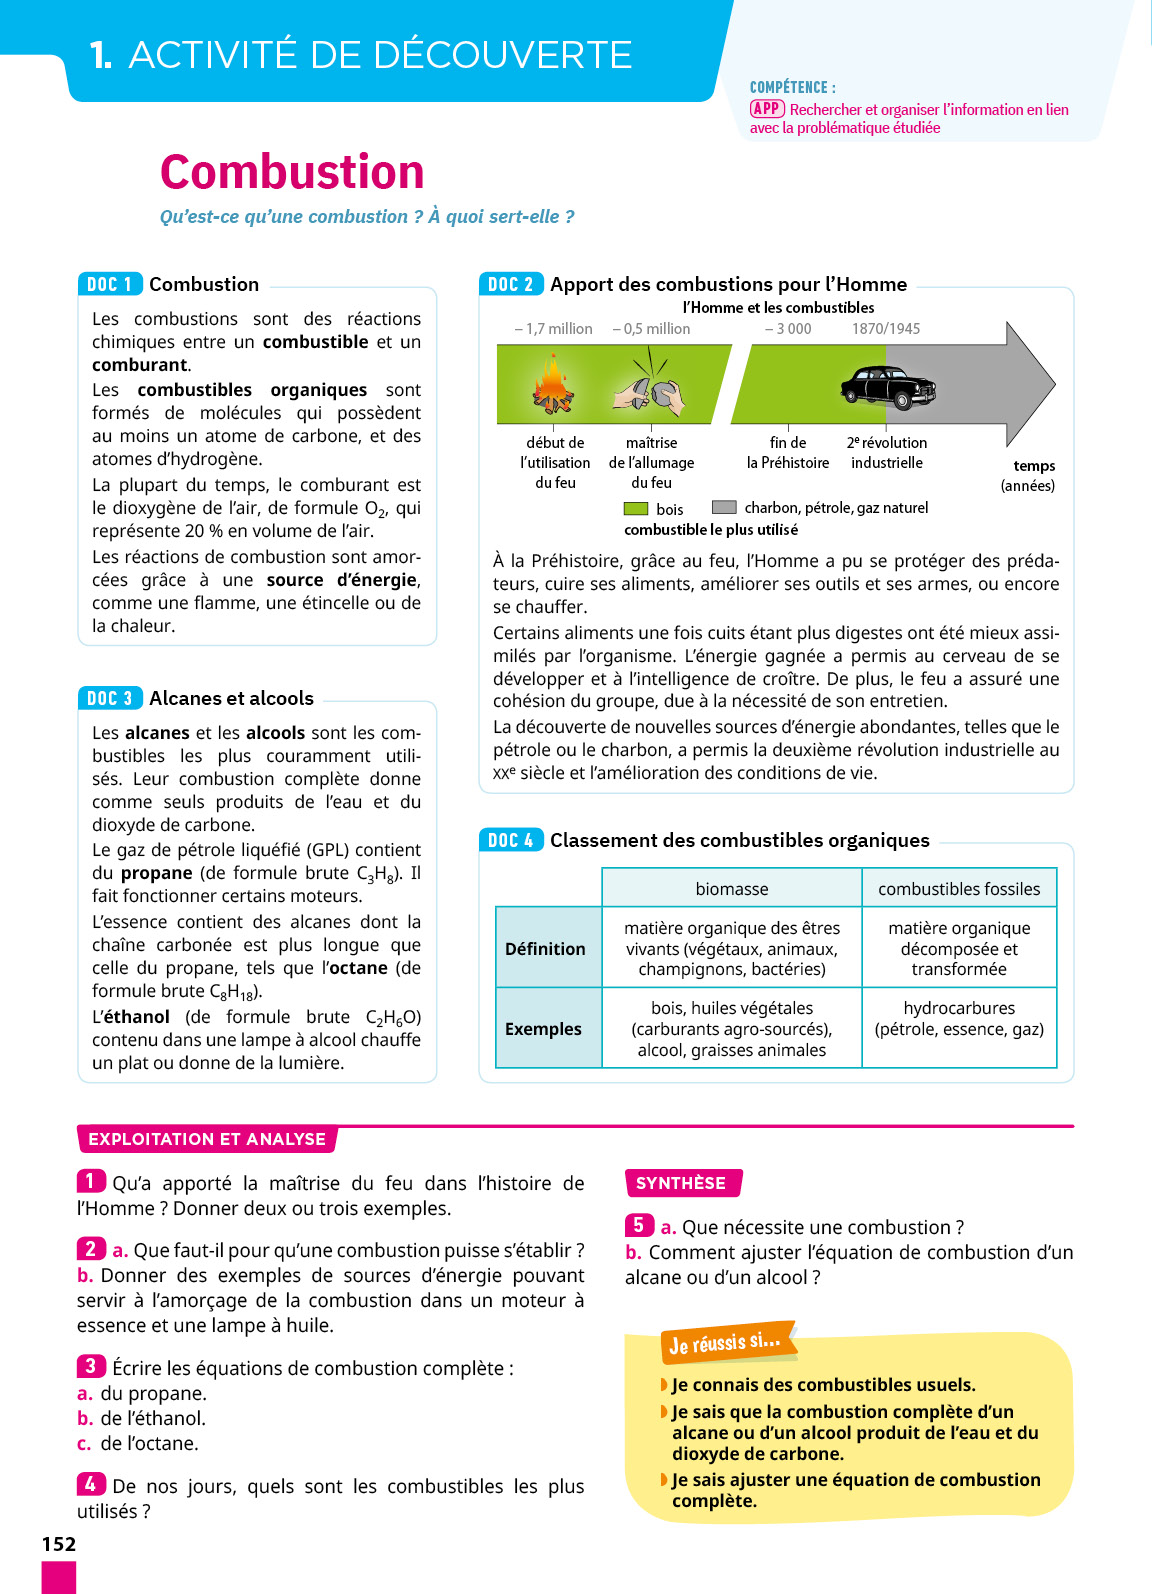 1. ACTIVITÉ DE DÉCOUVERTE
COMPÉTENCE :
APP Rechercher et organiser l'information en lien
avec la problématique étudiée
Combustion
Qu'est-ce qu'une combustion ? À quoi sert-elle ?
DOC 1 Combustion
Les combustions sont des réactions
chimiques entre un combustible et un
comburant.
Les combustibles organiques sont
formés de molécules qui possèdent
au moins un atome de carbone, et des
atomes d'hydrogène.
La plupart du temps, le comburant est
le dioxygène de l'air, de formule O₂, qui
représente 20 % en volume de l'air.
Les réactions de combustion sont amor-
cées grâce à une source d'énergie,
comme une flamme, une étincelle ou de
la chaleur.
DOC 2 Apport des combustions pour l'Homme
l'Homme et les combustibles
– 1,7 million – 0,5 million – 3 000 1870/1945
début de
l'utilisation
du feu
maîtrise
de l'allumage
du feu
fin de
la Préhistoire
2e révolution
industrielle
temps
(années)
bois charbon, pétrole, gaz naturel
combustible le plus utilisé
À la Préhistoire, grâce au feu, l'Homme a pu se protéger des préda-
teurs, cuire ses aliments, améliorer ses outils et ses armes, ou encore
se chauffer.
Certains aliments une fois cuits étant plus digestes ont été mieux assi-
milés par l'organisme. L'énergie gagnée a permis au cerveau de se
développer et à l'intelligence de croître. De plus, le feu a assuré une
cohésion du groupe, due à la nécessité de son entretien.
La découverte de nouvelles sources d'énergie abondantes, telles que le
pétrole ou le charbon, a permis la deuxième révolution industrielle au
XXe siècle et l'amélioration des conditions de vie.
DOC 3 Alcanes et alcools
Les alcanes et les alcools sont les com-
bustibles les plus couramment utili-
sés. Leur combustion complète donne
comme seuls produits de l'eau et du
dioxyde de carbone.
Le gaz de pétrole liquéfié (GPL) contient
du propane (de formule brute C₃H₈). Il
fait fonctionner certains moteurs.
L'essence contient des alcanes dont la
chaîne carbonée est plus longue que
celle du propane, tels que l'octane (de
formule brute C₈H₁₈).
L'éthanol (de formule brute C₂H₆O)
contenu dans une lampe à alcool chauffe
un plat ou donne de la lumière.
DOC 4 Classement des combustibles organiques
biomasse combustibles fossiles
Définition
matière organique des êtres
vivants (végétaux, animaux,
champignons, bactéries)
matière organique
décomposée et
transformée
Exemples
bois, huiles végétales
(carburants agro-sourcés),
alcool, graisses animales
hydrocarbures
(pétrole, essence, gaz)
EXPLOITATION ET ANALYSE
1 Qu'a apporté la maîtrise du feu dans l'histoire de
l'Homme ? Donner deux ou trois exemples.
2 a. Que faut-il pour qu'une combustion puisse s'établir ?
b. Donner des exemples de sources d'énergie pouvant
servir à l'amorçage de la combustion dans un moteur à
essence et une lampe à huile.
3 Écrire les équations de combustion complète :
a. du propane.
b. de l'éthanol.
c. de l'octane.
4 De nos jours, quels sont les combustibles les plus
utilisés ?
SYNTHÈSE
5 a. Que nécessite une combustion ?
b. Comment ajuster l'équation de combustion d'un
alcane ou d'un alcool ?
Je réussis si...
Je connais des combustibles usuels.
Je sais que la combustion complète d'un
alcane ou d'un alcool produit de l'eau et du
dioxyde de carbone.
Je sais ajuster une équation de combustion
complète.
152